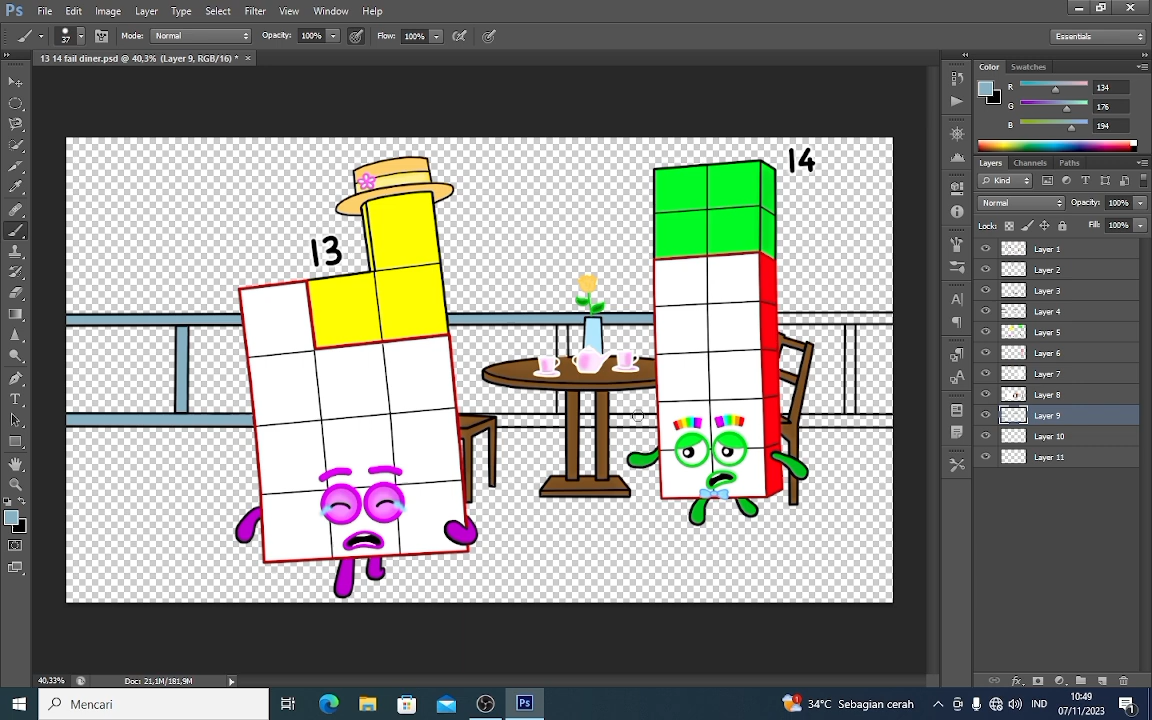 Ps File Edit Image Layer Type Select Filter View Window Help
37 Mode: Normal Opacity: 100% Flow: 100% Essentials
13 14 fail diner.psd @ 40,3% (Layer 9, RGB/16) * ×
Color Swatches
R 134
G 176
B 194
Layers Channels Paths
Kind
Normal Opacity: 100%
Lock: Fill: 100%
Layer 1
Layer 2
Layer 3
Layer 4
Layer 5
Layer 6
Layer 7
Layer 8
Layer 9
Layer 10
Layer 11
14
13
40.33% Doc: 21,1M/181,9M
Mencari Ps 34°C Sebagian cerah IND 10:49
07/11/2023 1